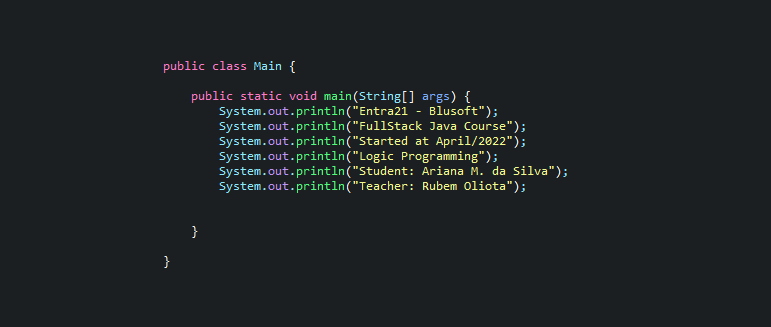 public class Main {
public static void main(String[] args) {
System.out.println("Entra21 - Blusoft");
System.out.println("FullStack Java Course");
System.out.println("Started at April/2022");
System.out.println("Logic Programming");
System.out.println("Student: Ariana M. da Silva");
System.out.println("Teacher: Rubem Oliota");
}
}